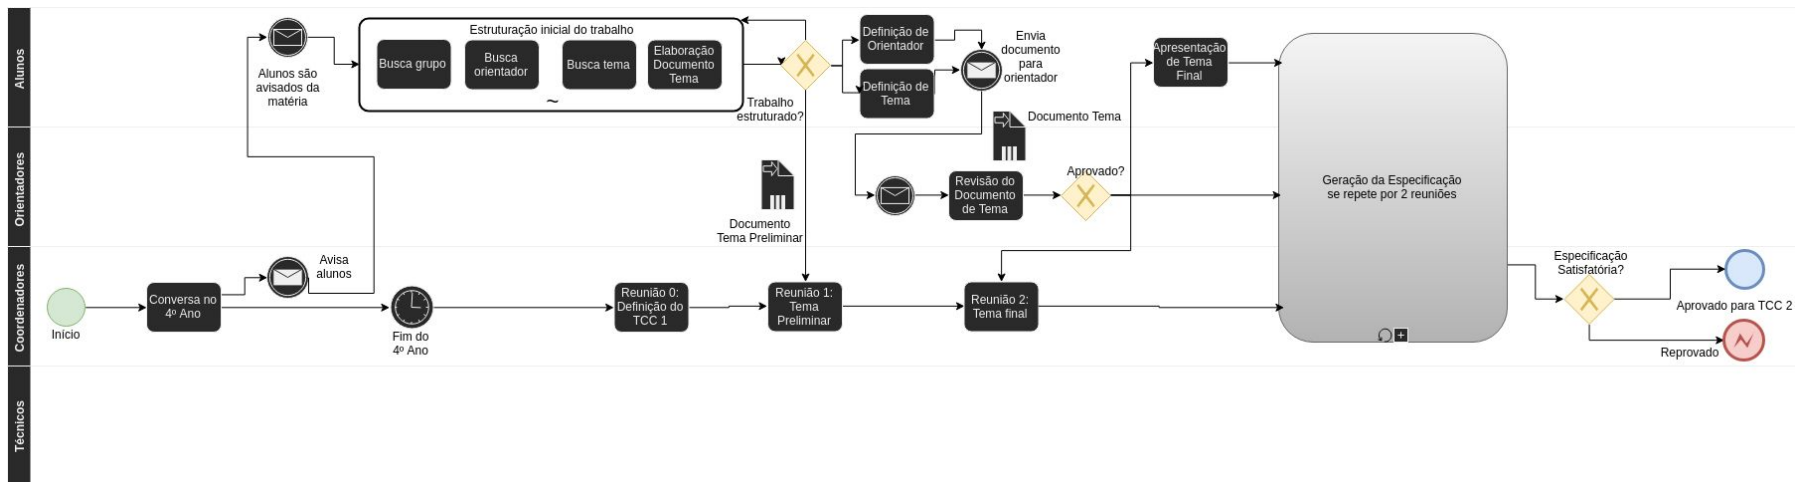 Alunos
Orientadores
Coordenadores
Técnicos
Início
Conversa no
4º Ano
Avisa
alunos
Alunos são
avisados da
matéria
Fim do
4º Ano
Estruturação inicial do trabalho
Busca grupo
Busca
orientador
Busca tema
Elaboração
Documento
Tema
~
Trabalho
estruturado?
Definição de
Orientador
Definição de
Tema
Envia
documento
para
orientador
Documento Tema
Documento
Tema Preliminar
Revisão do
Documento
de Tema
Aprovado?
Apresentação
de Tema
Final
Reunião 0:
Definição do
TCC 1
Reunião 1:
Tema
Preliminar
Reunião 2:
Tema final
Geração da Especificação
se repete por 2 reuniões
Especificação
Satisfatória?
Aprovado para TCC 2
Reprovado